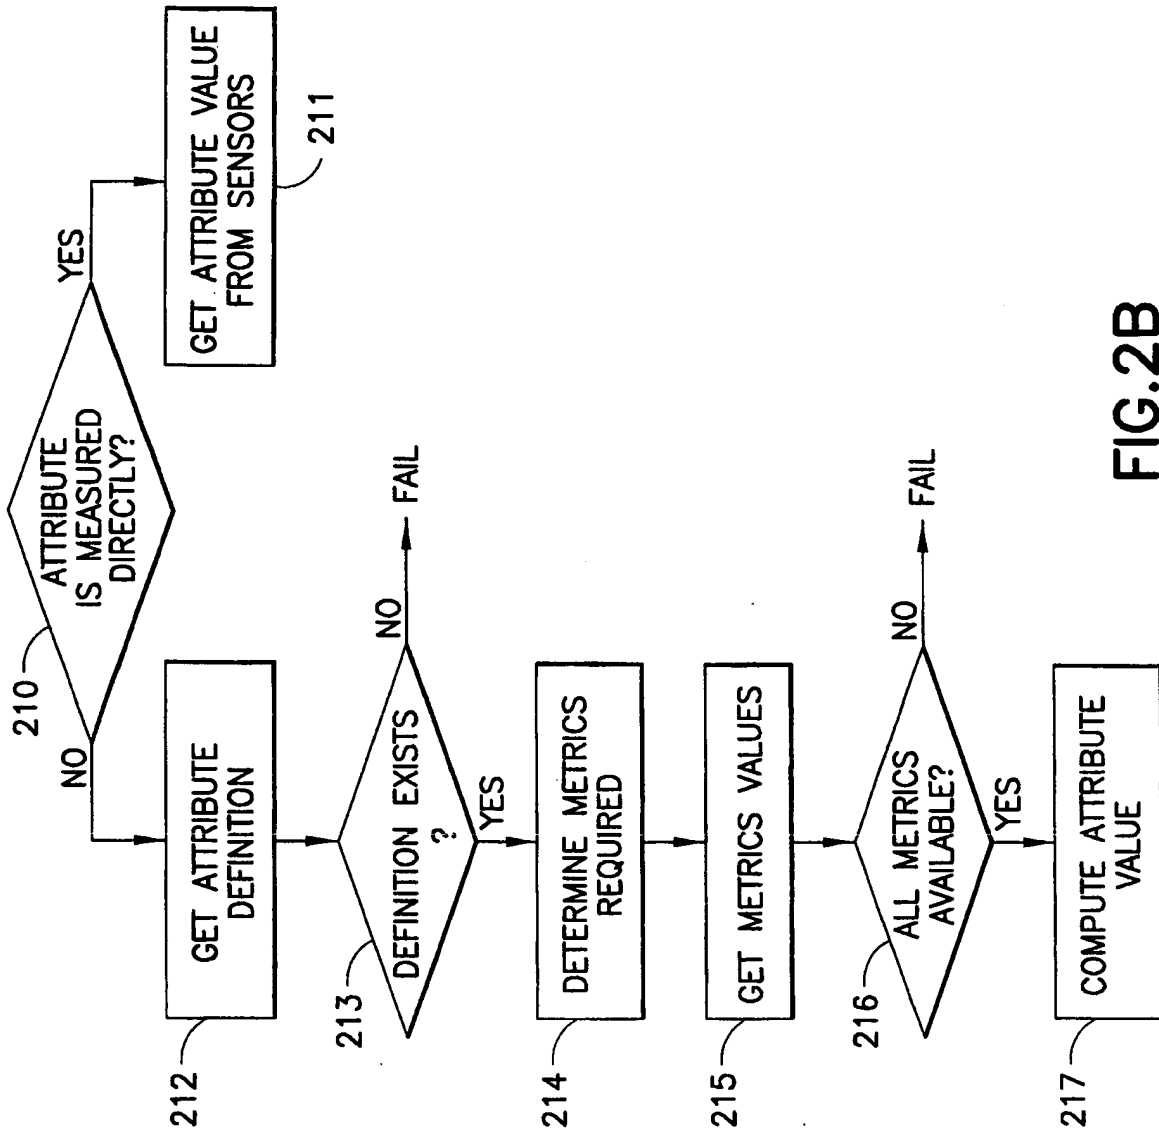 210
ATTRIBUTE
IS MEASURED
DIRECTLY?
YES
NO
GET ATTRIBUTE VALUE
FROM SENSORS
211
212
GET ATTRIBUTE
DEFINITION
213
DEFINITION EXISTS
?
NO
FAIL
YES
214
DETERMINE METRICS
REQUIRED
215
GET METRICS VALUES
216
ALL METRICS
AVAILABLE?
NO
FAIL
YES
217
COMPUTE ATTRIBUTE
VALUE
FIG.2B